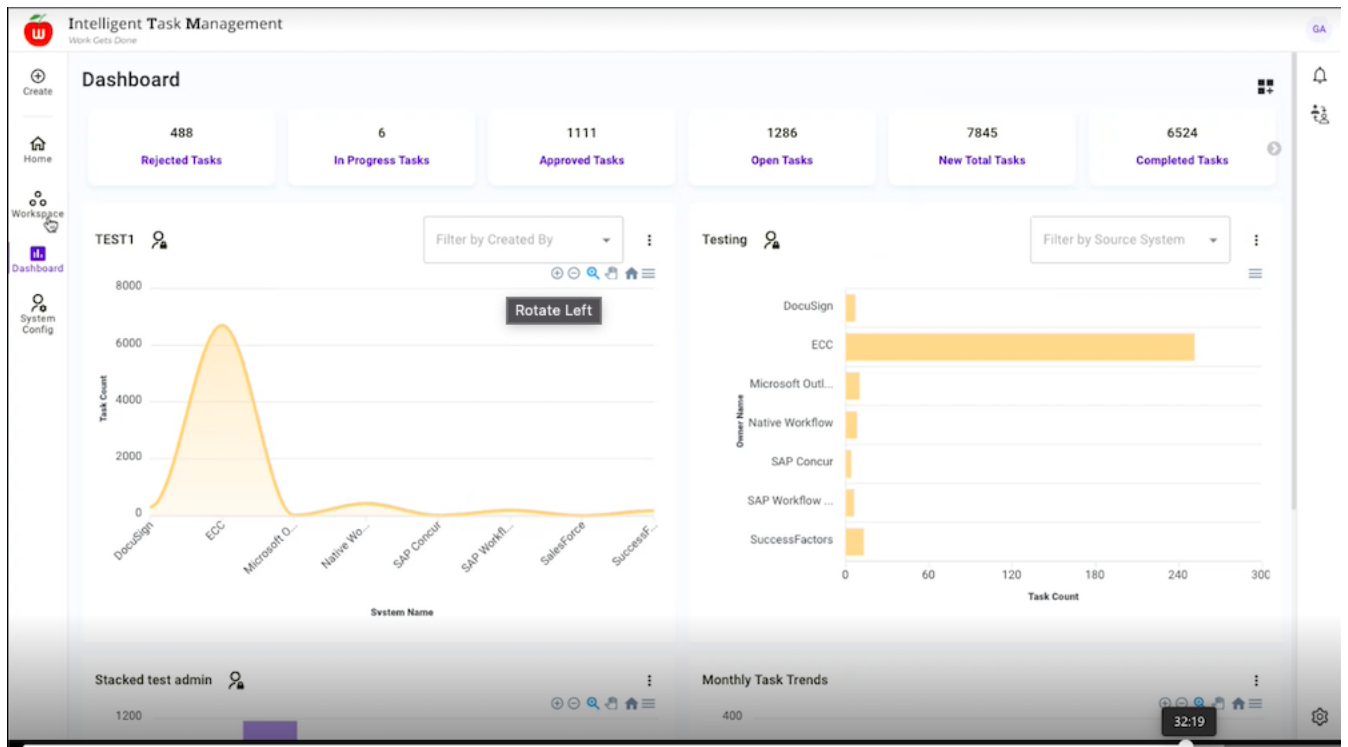 Intelligent Task Management
Work Gets Done
GA
Create
Home
Workspace
Dashboard
System
Config
Dashboard
488
Rejected Tasks
6
In Progress Tasks
1111
Approved Tasks
1286
Open Tasks
7845
New Total Tasks
6524
Completed Tasks
TEST1
Filter by Created By
Rotate Left
8000
6000
4000
2000
0
Task Count
DocuSign
ECC
Microsoft O...
Native Wo...
SAP Concur
SAP Workfl...
SalesForce
SuccessF...
System Name
Testing
Filter by Source System
Owner Name
DocuSign
ECC
Microsoft Outl...
Native Workflow
SAP Concur
SAP Workflow ...
SuccessFactors
0
60
120
180
240
300
Task Count
Stacked test admin
1200
Monthly Task Trends
400
32:19